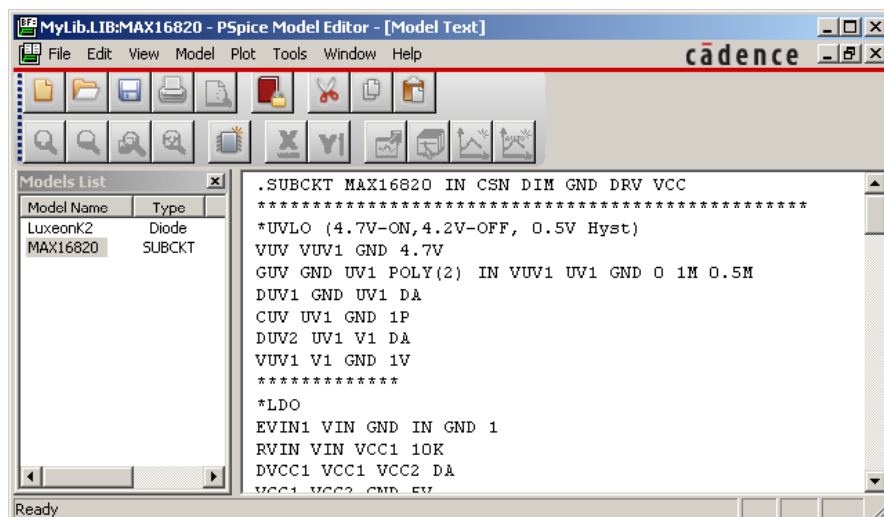 MyLib.LIB:MAX16820 - PSpice Model Editor - [Model Text]
File Edit View Model Plot Tools Window Help
cādence
Models List
Model Name Type
LuxeonK2 Diode
MAX16820 SUBCKT
.SUBCKT MAX16820 IN CSN DIM GND DRV VCC
***************************************************
*UVLO (4.7V-ON,4.2V-OFF, 0.5V Hyst)
VUV VUV1 GND 4.7V
GUV GND UV1 POLY(2) IN VUV1 UV1 GND 0 1M 0.5M
DUV1 GND UV1 DA
CUV UV1 GND 1P
DUV2 UV1 V1 DA
VUV1 V1 GND 1V
*************
*LDO
EVIN1 VIN GND IN GND 1
RVIN VIN VCC1 10K
DVCC1 VCC1 VCC2 DA
VCC1 VCC2 GND 5V
Ready